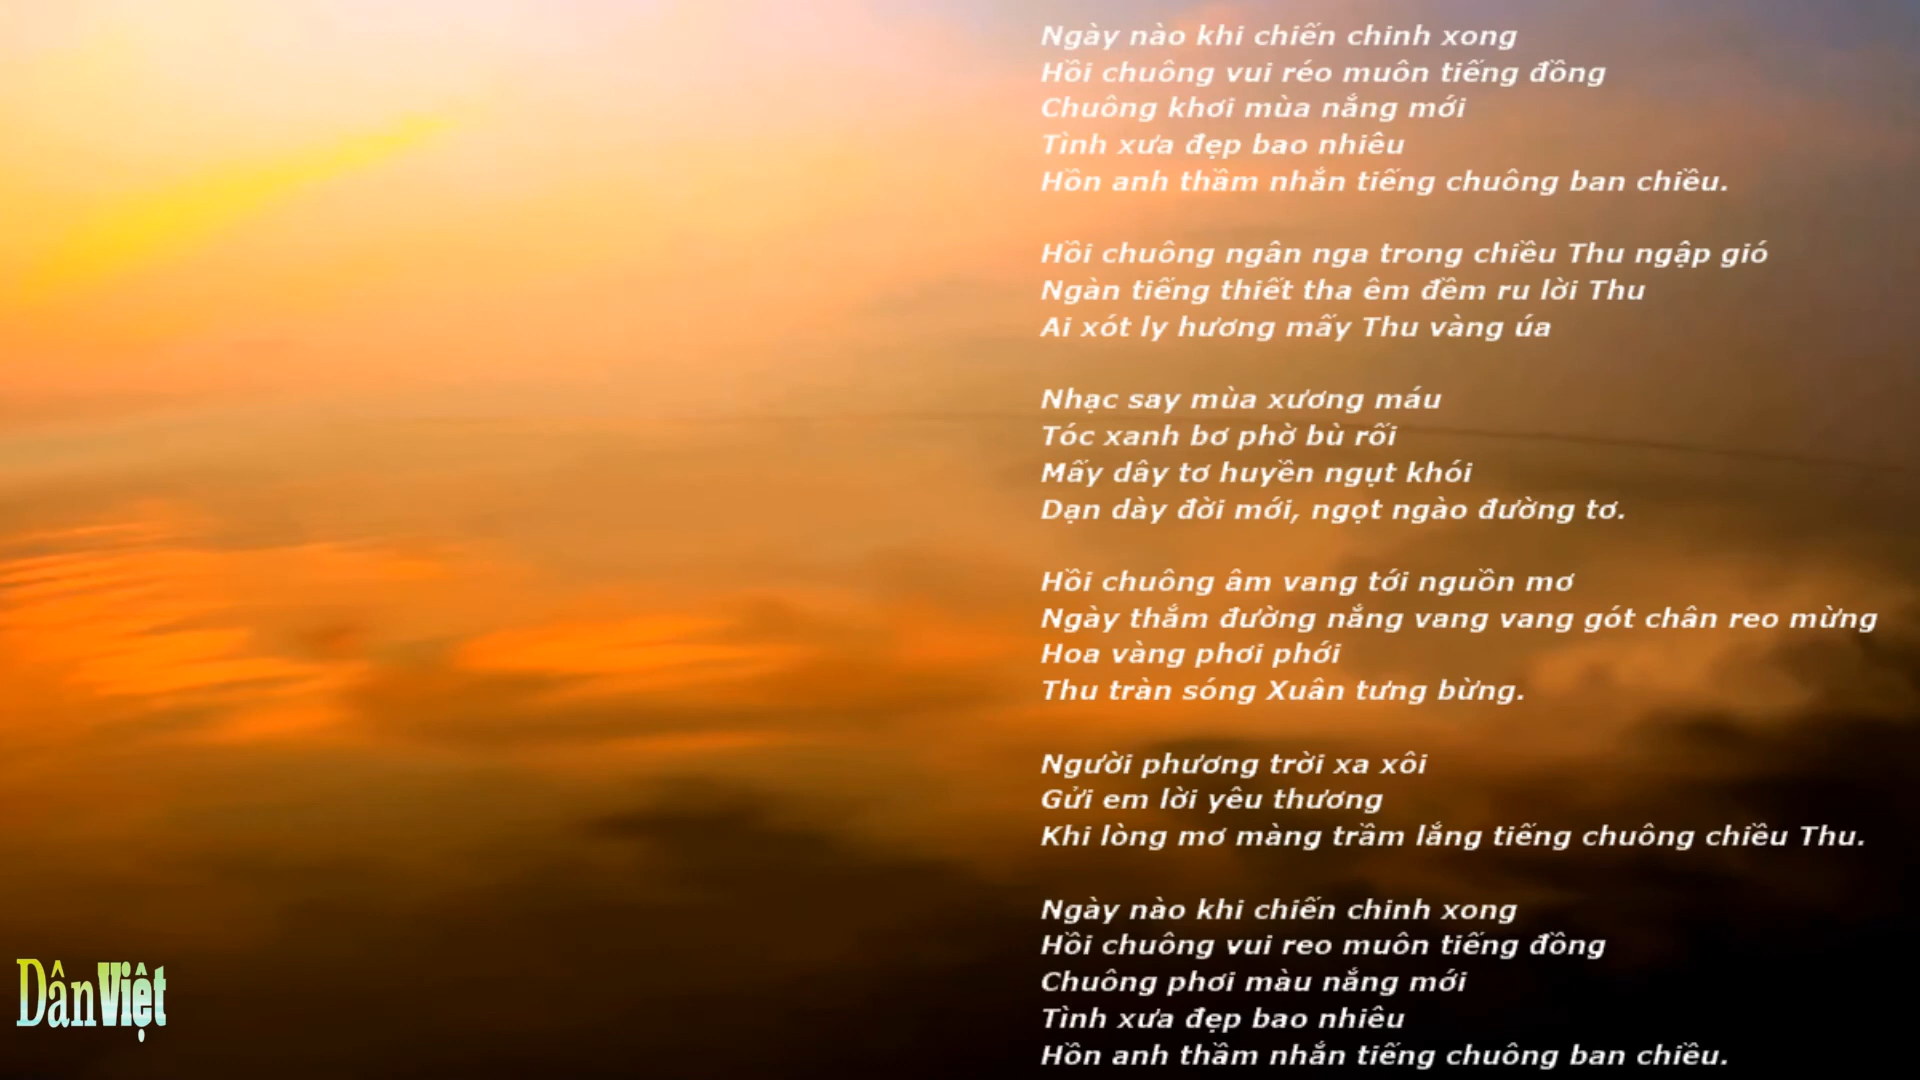 Ngày nào khi chiến chinh xong
Hồi chuông vui réo muôn tiếng đồng
Chuông khơi mùa nắng mới
Tình xưa đẹp bao nhiêu
Hồn anh thầm nhắn tiếng chuông ban chiều.
Hồi chuông ngân nga trong chiều Thu ngập gió
Ngàn tiếng thiết tha êm đềm ru lời Thu
Ai xót ly hương mấy Thu vàng úa
Nhạc say mùa xương máu
Tóc xanh bơ phờ bù rối
Mấy dây tơ huyền ngụt khói
Dạn dày đời mới, ngọt ngào đường tơ.
Hồi chuông âm vang tới nguồn mơ
Ngày thắm đường nắng vang vang gót chân reo mừng
Hoa vàng phơi phới
Thu tràn sóng Xuân tưng bừng.
Người phương trời xa xôi
Gửi em lời yêu thương
Khi lòng mơ màng trầm lắng tiếng chuông chiều Thu.
Ngày nào khi chiến chinh xong
Hồi chuông vui reo muôn tiếng đồng
Chuông phơi màu nắng mới
Tình xưa đẹp bao nhiêu
Hồn anh thầm nhắn tiếng chuông ban chiều.
DânViệt